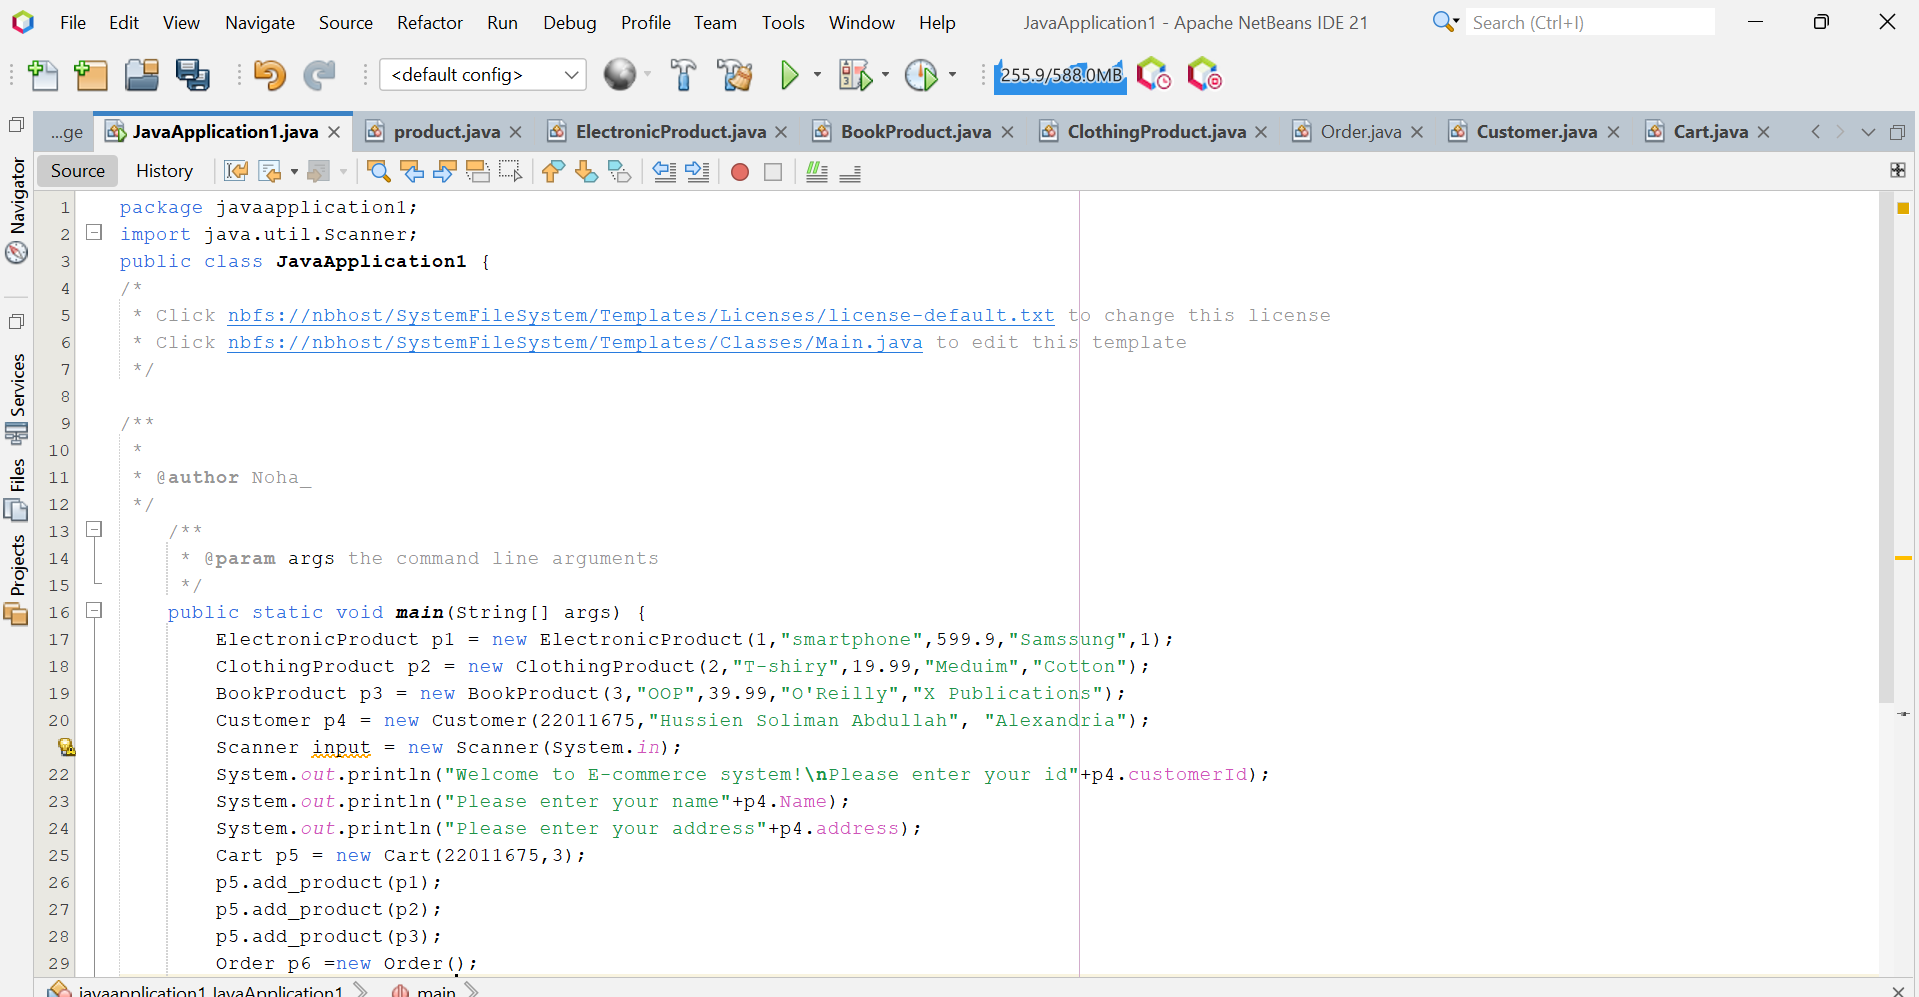 File Edit View Navigate Source Refactor Run Debug Profile Team Tools Window Help JavaApplication1 - Apache NetBeans IDE 21 Search (Ctrl+I)
<default config> 255.9/588.0MB
...ge JavaApplication1.java product.java ElectronicProduct.java BookProduct.java ClothingProduct.java Order.java Customer.java Cart.java
Source History
Navigator
Services
Files
Projects
1 package javaapplication1;
2 import java.util.Scanner;
3 public class JavaApplication1 {
4 /*
5 * Click nbfs://nbhost/SystemFileSystem/Templates/Licenses/license-default.txt to change this license
6 * Click nbfs://nbhost/SystemFileSystem/Templates/Classes/Main.java to edit this template
7 */
8
9 /**
10 *
11 * @author Noha_
12 */
13 /**
14 * @param args the command line arguments
15 */
16 public static void main(String[] args) {
17 ElectronicProduct p1 = new ElectronicProduct(1,"smartphone",599.9,"Samssung",1);
18 ClothingProduct p2 = new ClothingProduct(2,"T-shiry",19.99,"Meduim","Cotton");
19 BookProduct p3 = new BookProduct(3,"OOP",39.99,"O'Reilly","X Publications");
20 Customer p4 = new Customer(22011675,"Hussien Soliman Abdullah", "Alexandria");
Scanner input = new Scanner(System.in);
22 System.out.println("Welcome to E-commerce system!\nPlease enter your id"+p4.customerId);
23 System.out.println("Please enter your name"+p4.Name);
24 System.out.println("Please enter your address"+p4.address);
25 Cart p5 = new Cart(22011675,3);
26 p5.add_product(p1);
27 p5.add_product(p2);
28 p5.add_product(p3);
29 Order p6 =new Order();
javaapplication1.JavaApplication1 main